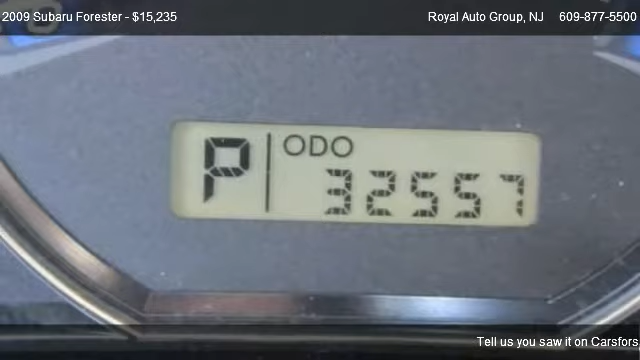 2009 Subaru Forester - $15,235
Royal Auto Group, NJ 609-877-5500
P ODO
32557
Tell us you saw it on Carsfors